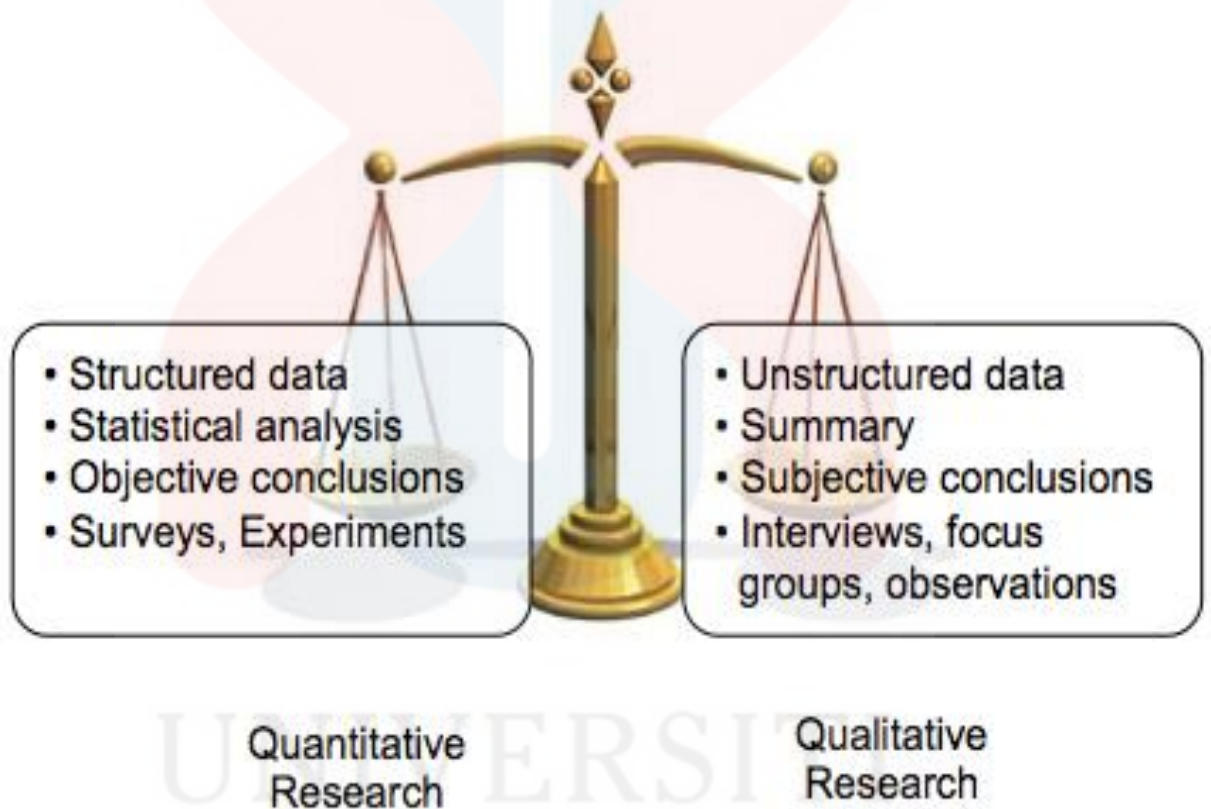 • Structured data
• Statistical analysis
• Objective conclusions
• Surveys, Experiments
• Unstructured data
• Summary
• Subjective conclusions
• Interviews, focus
groups, observations
Quantitative
Research
Qualitative
Research
UNIVERSITI